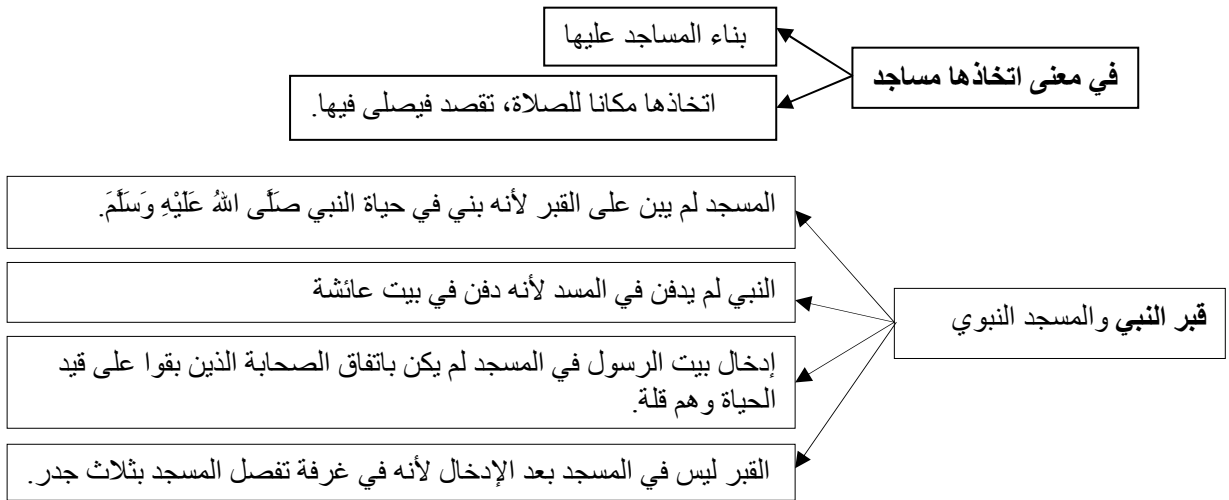 في معنى اتخاذها مساجد
بناء المساجد عليها
اتخاذها مكانا للصلاة، تقصد فيصلى فيها.
قبر النبي والمسجد النبوي
المسجد لم يبن على القبر لأنه بني في حياة النبي صَلَّى اللهُ عَلَيْهِ وَسَلَّمَ.
النبي لم يدفن في المسد لأنه دفن في بيت عائشة
إدخال بيت الرسول في المسجد لم يكن باتفاق الصحابة الذين بقوا على قيد
الحياة وهم قلة.
القبر ليس في المسجد بعد الإدخال لأنه في غرفة تفصل المسجد بثلاث جدر.